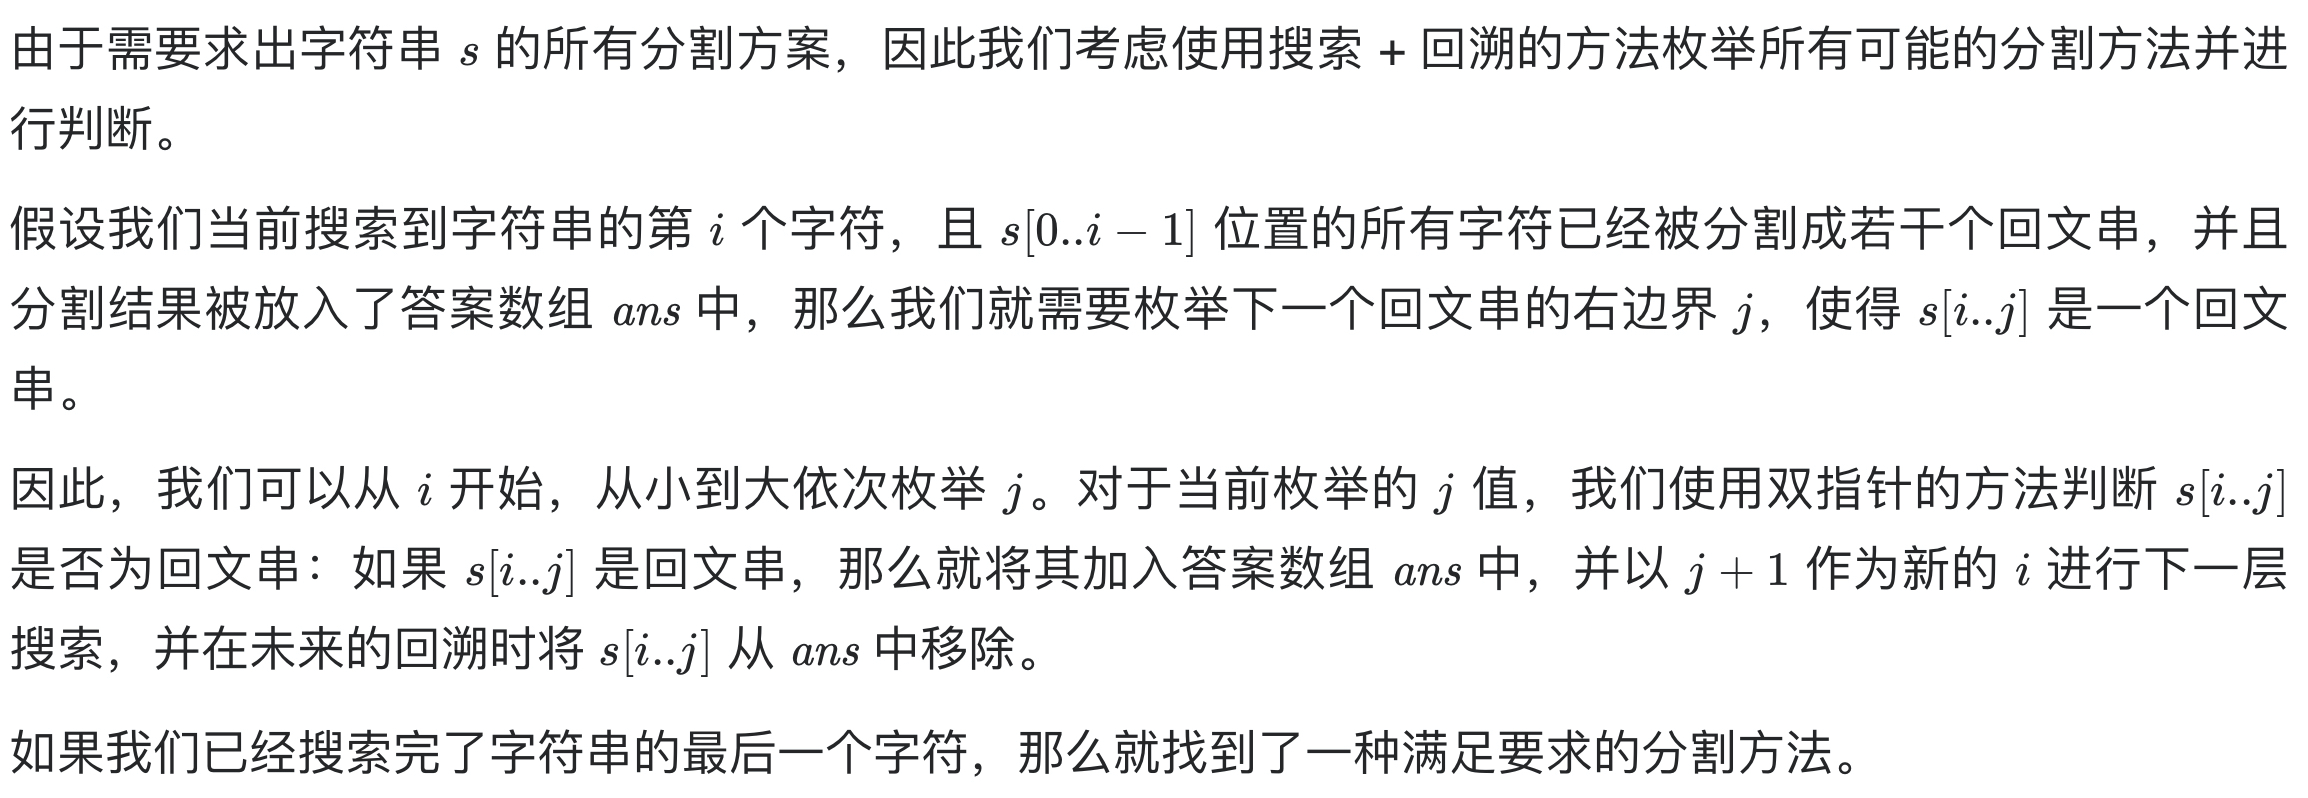 由于需要求出字符串 s 的所有分割方案，因此我们考虑使用搜索 + 回溯的方法枚举所有可能的分割方法并进
行判断。
假设我们当前搜索到字符串的第 i 个字符，且 s[0..i − 1] 位置的所有字符已经被分割成若干个回文串，并且
分割结果被放入了答案数组 ans 中，那么我们就需要枚举下一个回文串的右边界 j，使得 s[i..j] 是一个回文
串。
因此，我们可以从 i 开始，从小到大依次枚举 j。对于当前枚举的 j 值，我们使用双指针的方法判断 s[i..j]
是否为回文串：如果 s[i..j] 是回文串，那么就将其加入答案数组 ans 中，并以 j + 1 作为新的 i 进行下一层
搜索，并在未来的回溯时将 s[i..j] 从 ans 中移除。
如果我们已经搜索完了字符串的最后一个字符，那么就找到了一种满足要求的分割方法。